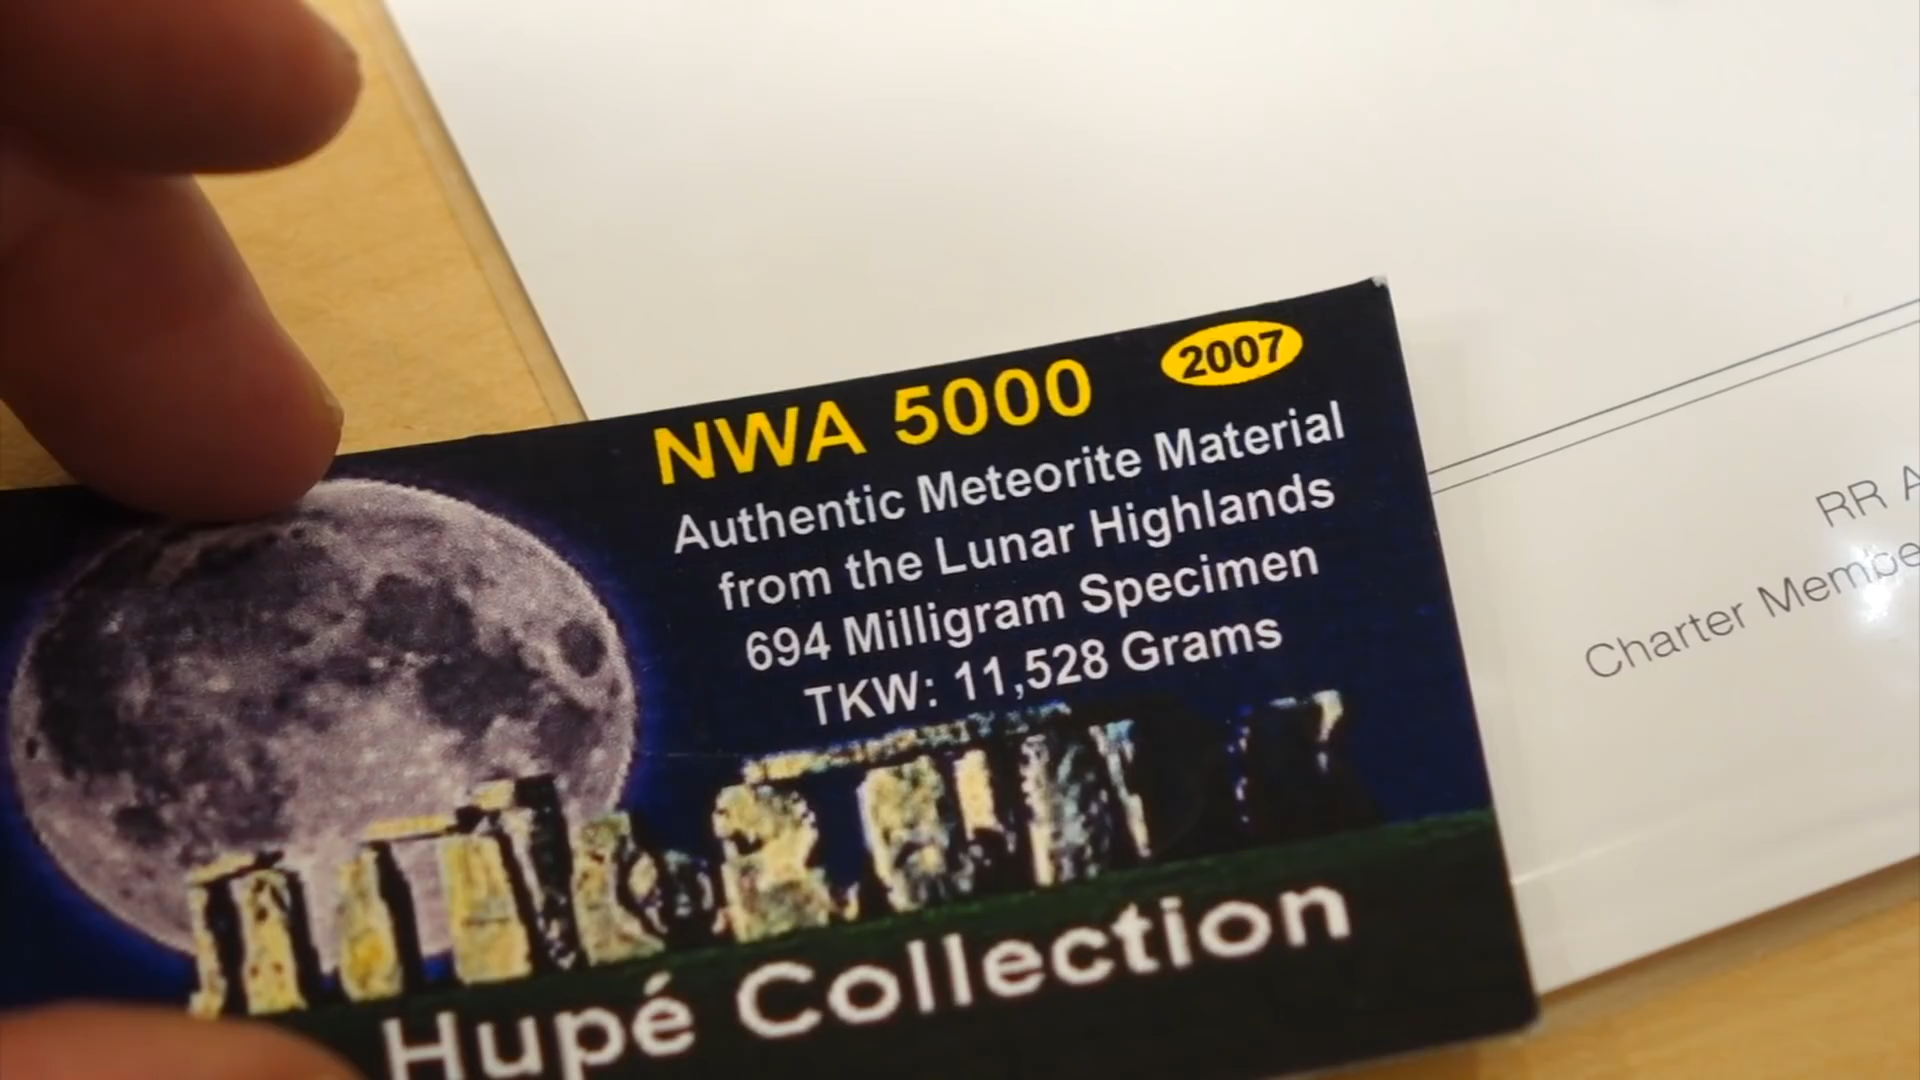 NWA 5000 2007
Authentic Meteorite Material
from the Lunar Highlands
694 Milligram Specimen
TKW: 11,528 Grams
Hupé Collection
RR
Charter